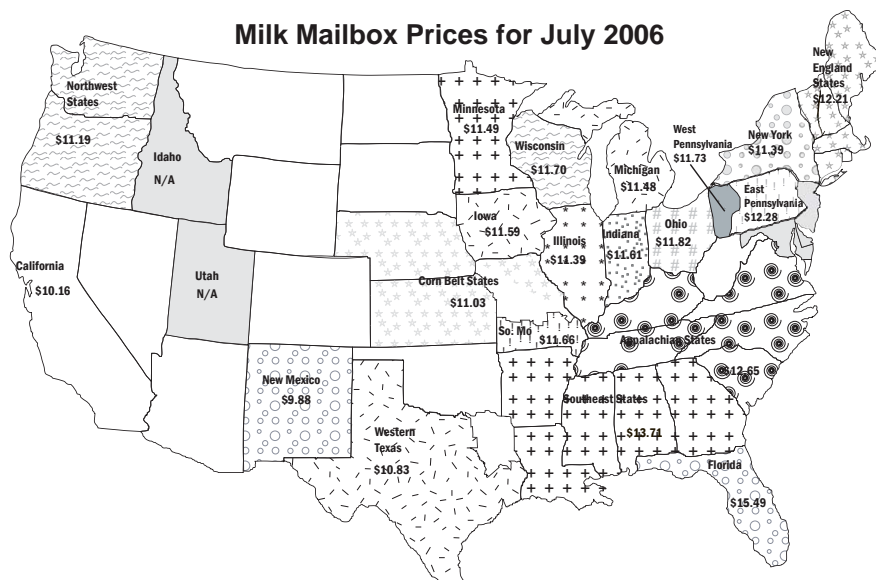 Milk Mailbox Prices for July 2006
Northwest
States
$11.19
Idaho
N/A
Utah
N/A
California
$10.16
New Mexico
$9.88
Western
Texas
$10.83
Minnesota
$11.49
Iowa
$11.59
Corn Belt States
$11.03
So. Mo
$11.66
Wisconsin
$11.70
Illinois
$11.39
Indiana
$11.61
Michigan
$11.48
Ohio
$11.82
West
Pennsylvania
$11.73
East
Pennsylvania
$12.28
New York
$11.39
New
England
States
$12.21
Appalachian States
$12.65
Southeast States
$13.71
Florida
$15.49